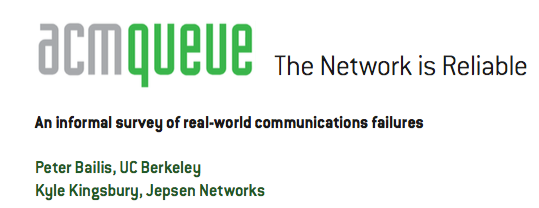 acmqueue The Network is Reliable
An informal survey of real-world communications failures
Peter Bailis, UC Berkeley
Kyle Kingsbury, Jepsen Networks